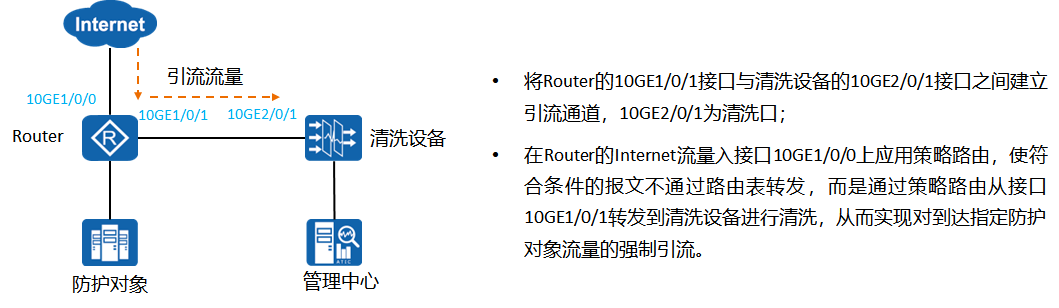 Internet
引流流量
10GE1/0/0
10GE1/0/1
10GE2/0/1
Router
R
清洗设备
防护对象
ATIC
管理中心
• 将Router的10GE1/0/1接口与清洗设备的10GE2/0/1接口之间建立
引流通道，10GE2/0/1为清洗口；
• 在Router的Internet流量入接口10GE1/0/0上应用策略路由，使符
合条件的报文不通过路由表转发，而是通过策略路由从接口
10GE1/0/1转发到清洗设备进行清洗，从而实现对到达指定防护
对象流量的强制引流。